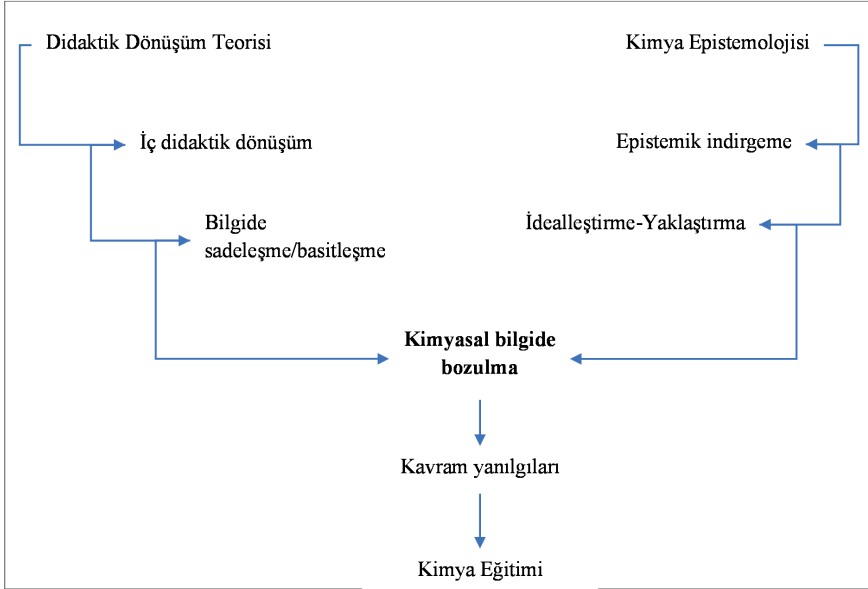 Didaktik Dönüşüm Teorisi
Kimya Epistemolojisi
İç didaktik dönüşüm
Epistemik indirgeme
Bilgide
sadeleşme/basitleşme
İdealleştirme-Yaklaştırma
Kimyasal bilgide
bozulma
Kavram yanılgıları
Kimya Eğitimi